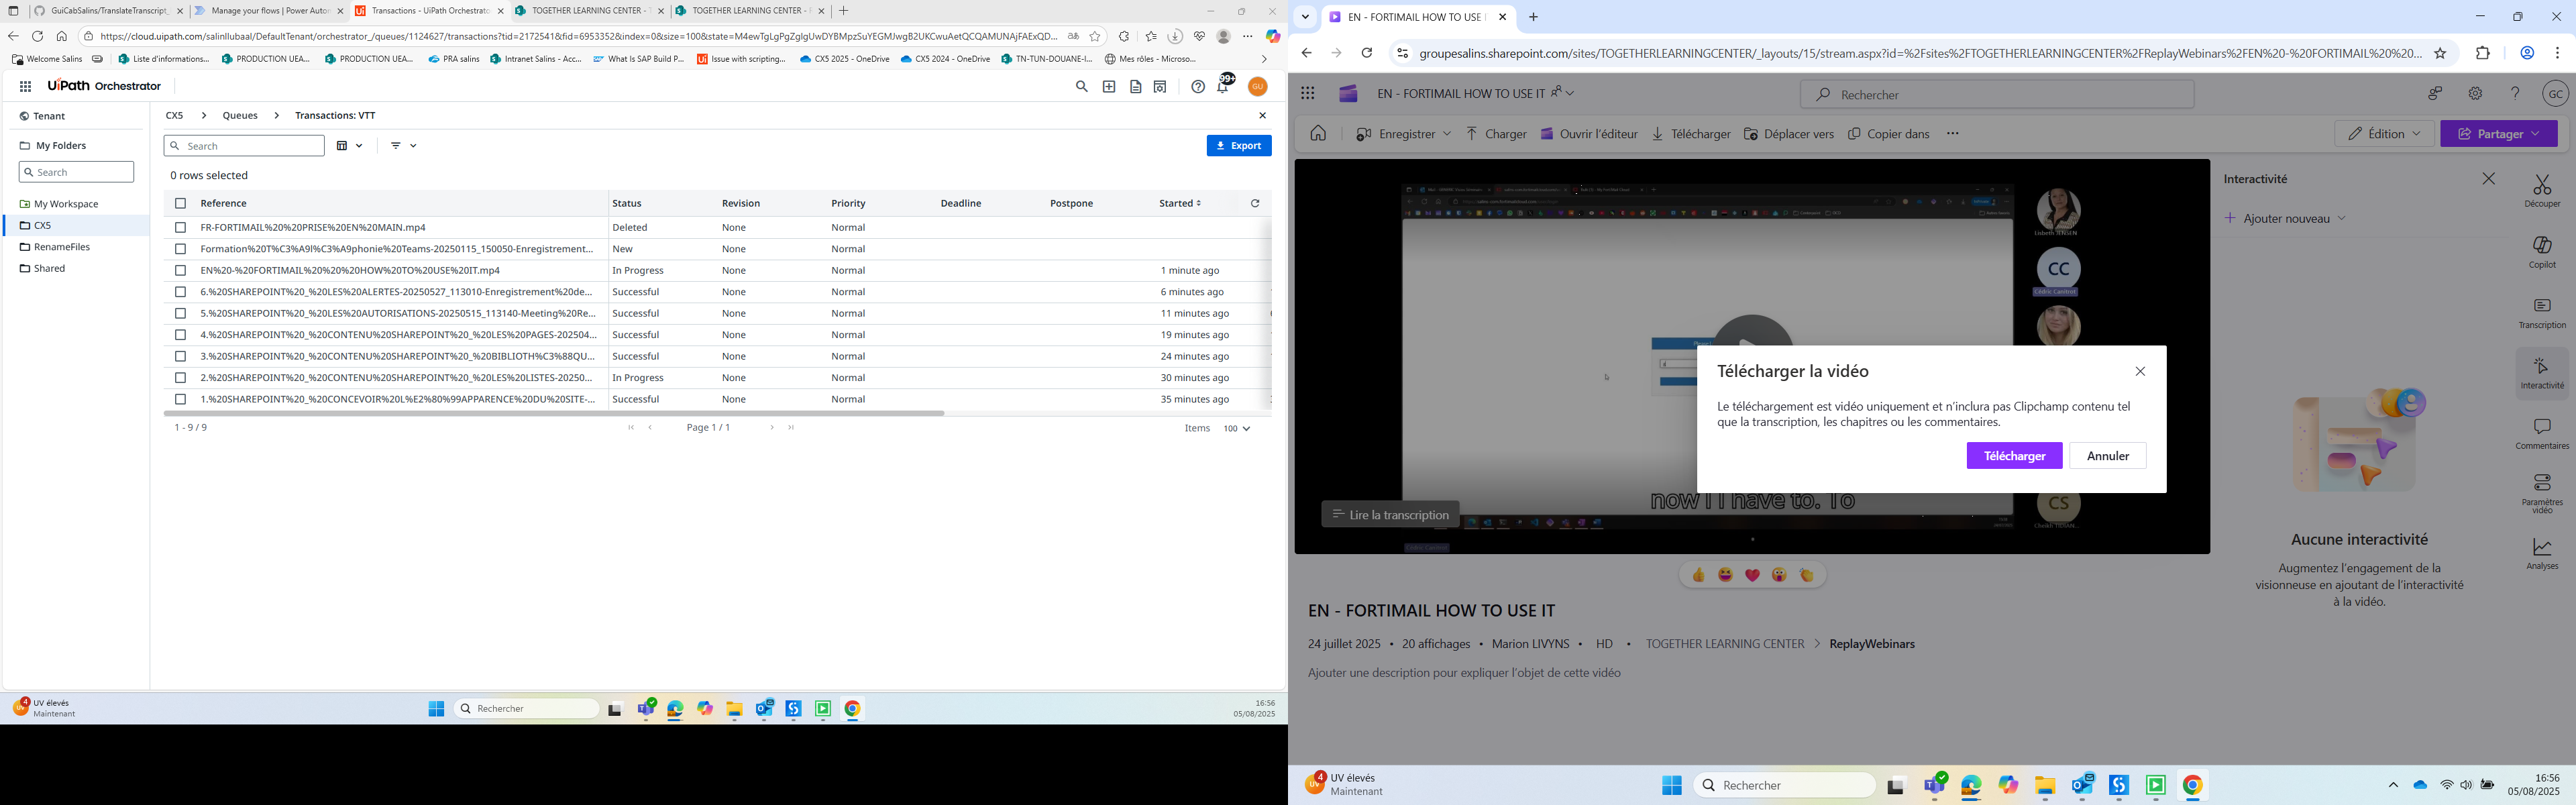 GuiCabSalins/TranslateTranscript_
Manage your flows | Power Autom
Transactions - UiPath Orchestrato
TOGETHER LEARNING CENTER - T
TOGETHER LEARNING CENTER -
https://cloud.uipath.com/salinllubaal/DefaultTenant/orchestrator_/queues/1124627/transactions?tid=2172541&fid=6953352&index=0&size=100&state=
Welcome Salins
Liste d'informations...
PRODUCTION UEA...
PRODUCTION UEA...
PRA salins
Intranet Salins - Acc...
What Is SAP Build P...
Issue with scripting...
CX5 2025 - OneDrive
CX5 2024 - OneDrive
TN-TUN-DOUANE-I...
Mes rôles - Microso...
UiPath Orchestrator
99+
GU
Tenant
My Folders
Search
My Workspace
CX5
RenameFiles
Shared
CX5 > Queues > Transactions: VTT
Search
Export
0 rows selected
Reference Status Revision Priority Deadline Postpone Started
FR-FORTIMAIL%20%20PRISE%20EN%20MAIN.mp4 Deleted None Normal
Formation%20T%C3%A9l%C3%A9phonie%20Teams-20250115_150050-Enregistrement... New None Normal
EN%20-%20FORTIMAIL%20%20%20HOW%20TO%20USE%20IT.mp4 In Progress None Normal 1 minute ago
6.%20SHAREPOINT%20_%20LES%20ALERTES-20250527_113010-Enregistrement%20de... Successful None Normal 6 minutes ago
5.%20SHAREPOINT%20_%20LES%20AUTORISATIONS-20250515_113140-Meeting%20Re... Successful None Normal 11 minutes ago
4.%20SHAREPOINT%20_%20CONTENU%20SHAREPOINT%20_%20LES%20PAGES-202504... Successful None Normal 19 minutes ago
3.%20SHAREPOINT%20_%20CONTENU%20SHAREPOINT%20_%20BIBLIOTH%C3%88QU... Successful None Normal 24 minutes ago
2.%20SHAREPOINT%20_%20CONTENU%20SHAREPOINT%20_%20LES%20LISTES-20250... In Progress None Normal 30 minutes ago
1.%20SHAREPOINT%20_%20CONCEVOIR%20L%E2%80%99APPARENCE%20DU%20SITE-... Successful None Normal 35 minutes ago
1 - 9 / 9
Page 1 / 1
Items 100
4
UV
UV élevés
Maintenant
Rechercher
16:56
05/08/2025
EN - FORTIMAIL HOW TO USE I
groupesalins.sharepoint.com/sites/TOGETHERLEARNINGCENTER/_layouts/15/stream.aspx?id=%2Fsites%2FTOGETHERLEARNINGCENTER%2FReplayWebinars%2FEN%20-%20FORTIMAIL%20%20...
EN - FORTIMAIL HOW TO USE IT
Rechercher
GC
Enregistrer
Charger
Ouvrir l'éditeur
Télécharger
Déplacer vers
Copier dans
Édition
Partager
Lisbeth JENSEN
CC
Cédric Carritrot
now I I have to. To
CS
Lire la transcription
Télécharger la vidéo
Le téléchargement est vidéo uniquement et n'inclura pas Clipchamp contenu tel
que la transcription, les chapitres ou les commentaires.
Télécharger
Annuler
Interactivité
Ajouter nouveau
Aucune interactivité
Augmentez l'engagement de la
visionneuse en ajoutant de l'interactivité
à la vidéo.
Découper
Copilot
Transcription
Interactivité
Commentaires
Paramètres
vidéo
Analyses
EN - FORTIMAIL HOW TO USE IT
24 juillet 2025 • 20 affichages • Marion LIVYNS • HD • TOGETHER LEARNING CENTER > ReplayWebinars
Ajouter une description pour expliquer l'objet de cette vidéo
4
UV
UV élevés
Maintenant
Rechercher
16:56
05/08/2025